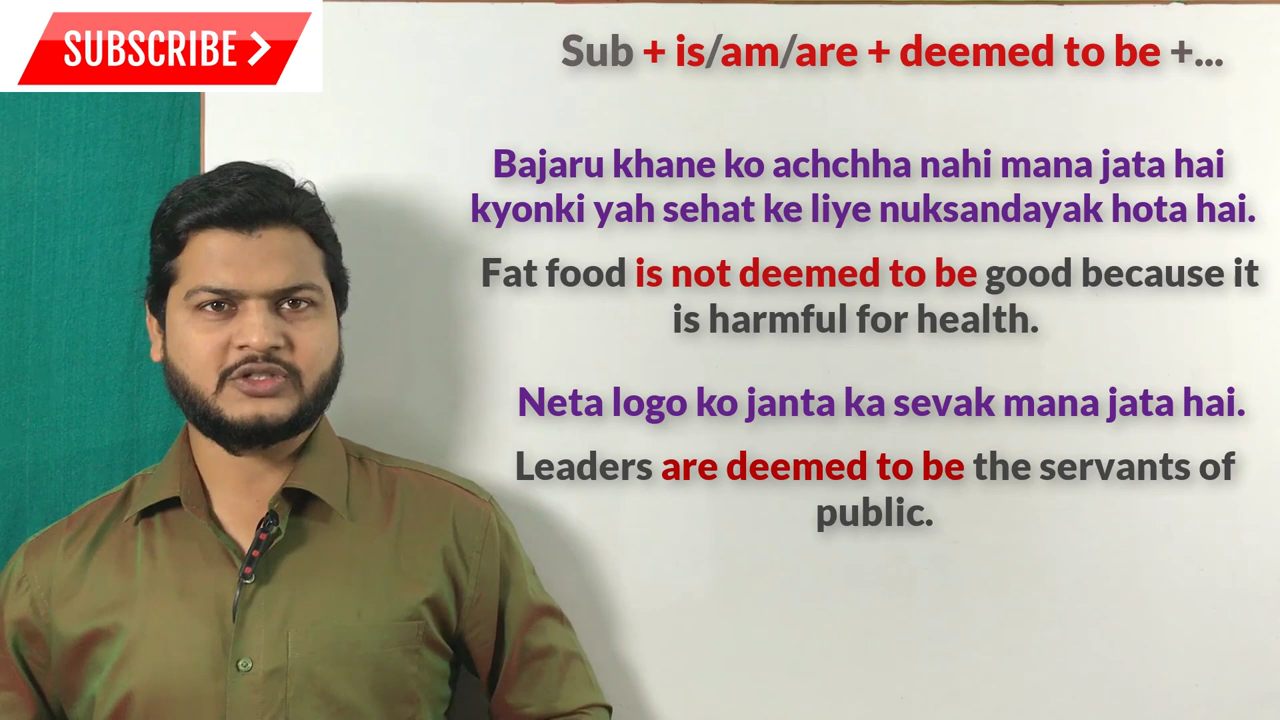 SUBSCRIBE
Sub + is/am/are + deemed to be +...
Bajaru khane ko achchha nahi mana jata hai
kyonki yah sehat ke liye nuksandayak hota hai.
Fat food is not deemed to be good because it
is harmful for health.
Neta logo ko janta ka sevak mana jata hai.
Leaders are deemed to be the servants of
public.